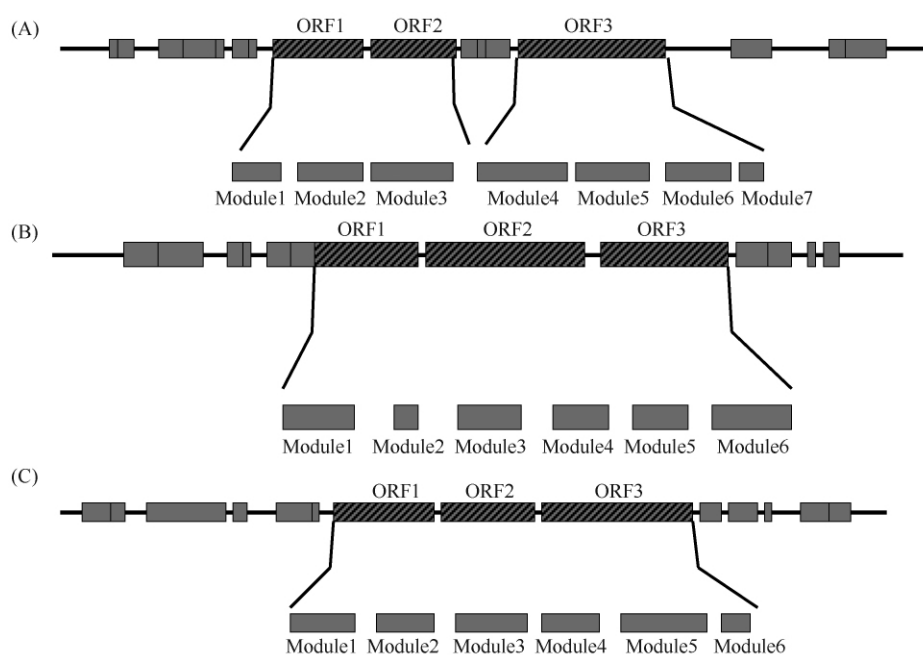 (A)
ORF1 ORF2 ORF3
Module1 Module2 Module3 Module4 Module5 Module6 Module7
(B)
ORF1 ORF2 ORF3
Module1 Module2 Module3 Module4 Module5 Module6
(C)
ORF1 ORF2 ORF3
Module1 Module2 Module3 Module4 Module5 Module6